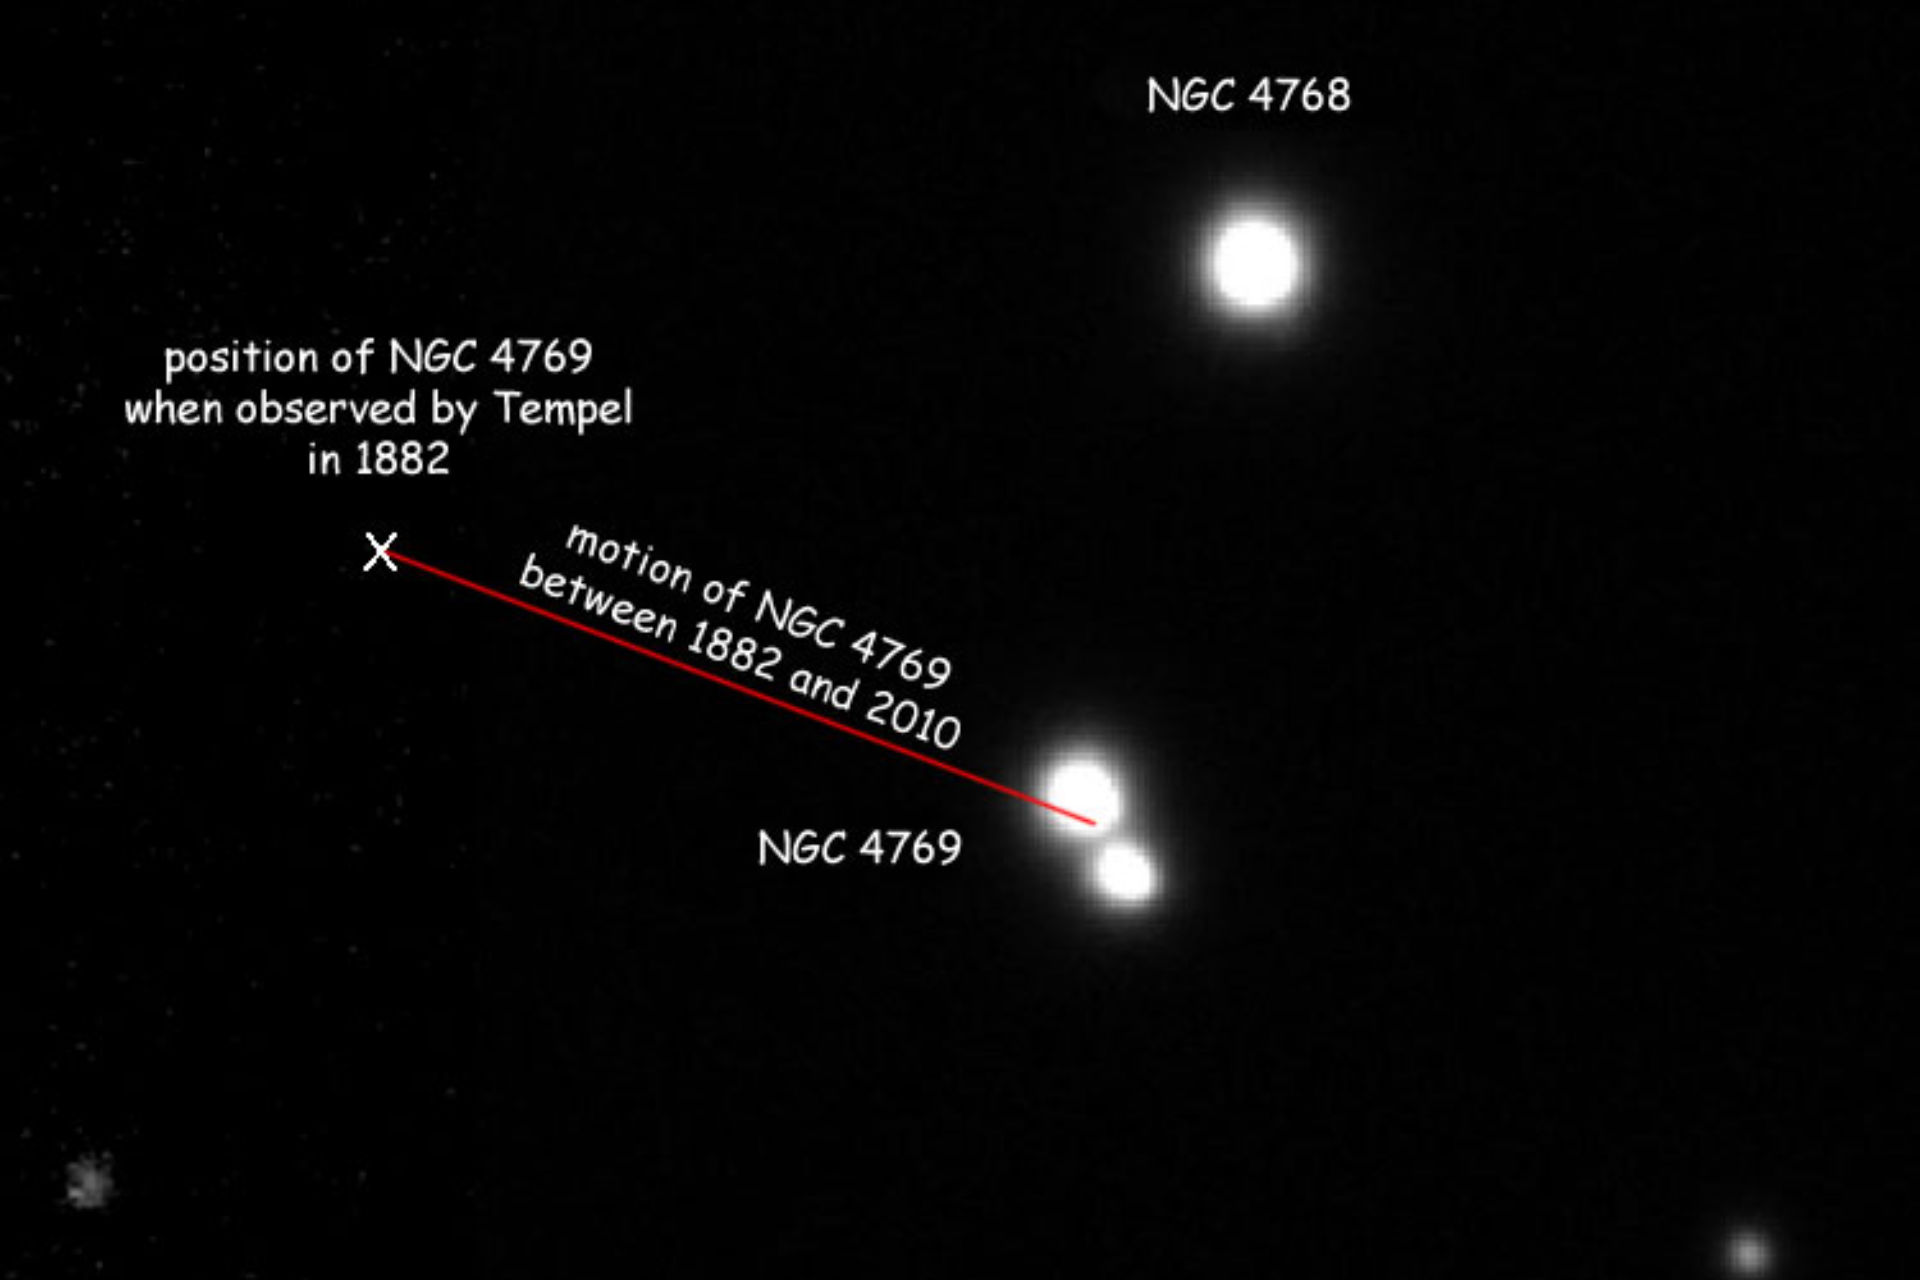 NGC 4768
position of NGC 4769
when observed by Tempel
in 1882
motion of NGC 4769
between 1882 and 2010
NGC 4769